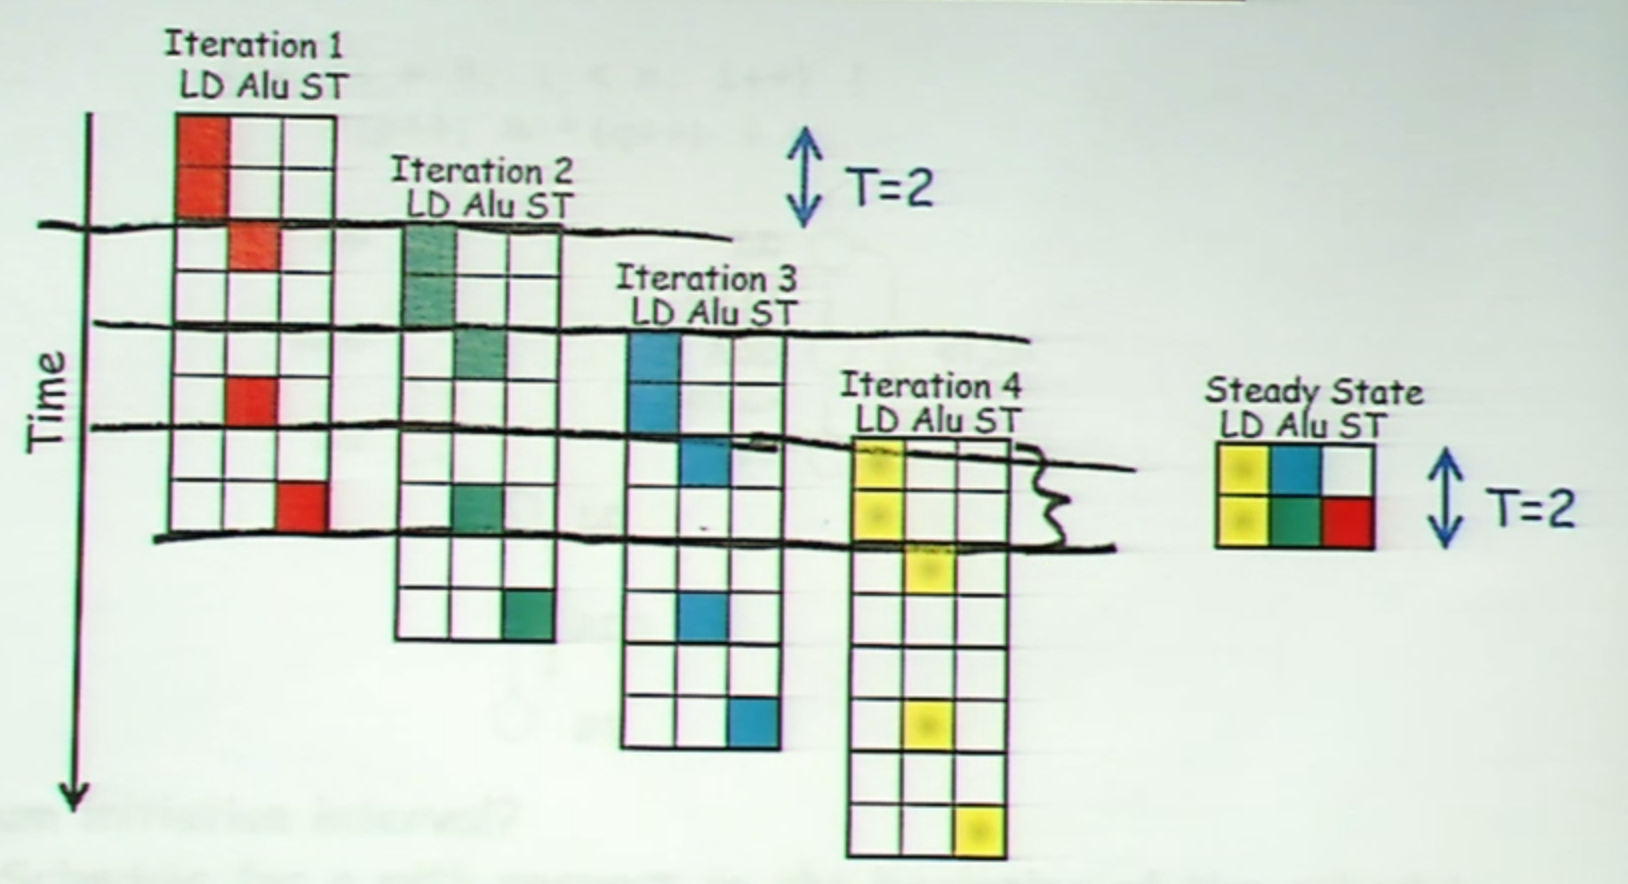 Iteration 1
LD Alu ST
Iteration 2
LD Alu ST
T=2
Iteration 3
LD Alu ST
Time
Iteration 4
LD Alu ST
Steady State
LD Alu ST
T=2